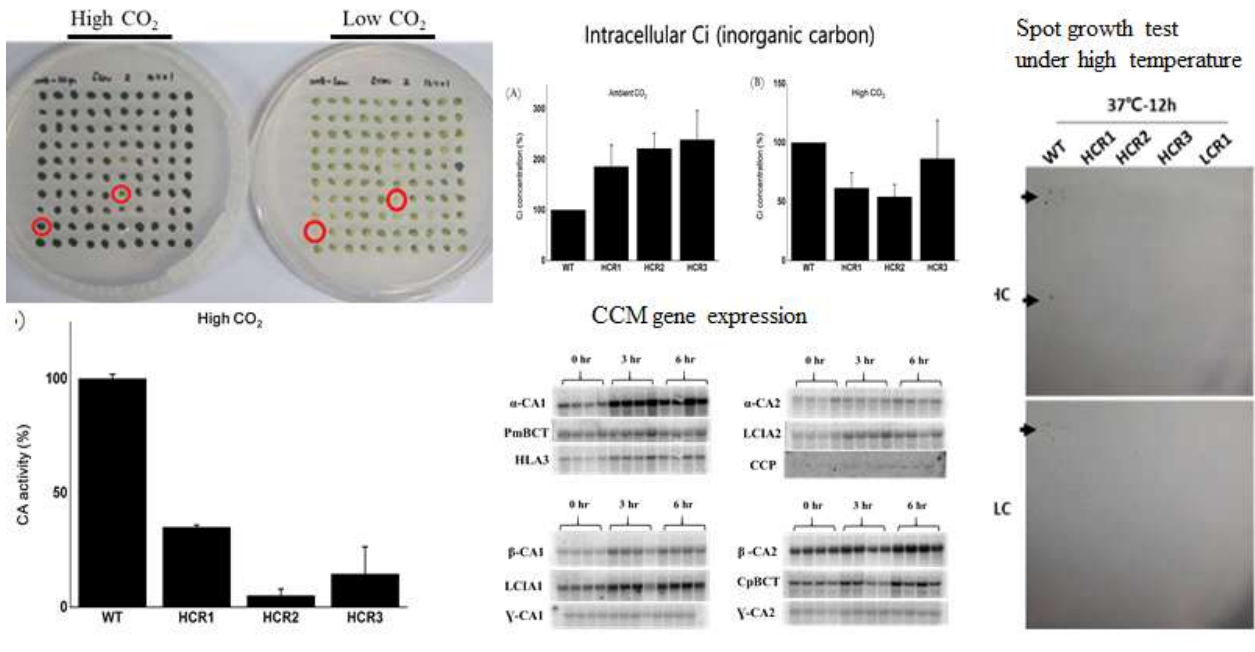 High CO2
Low CO2
Intracellular Ci (inorganic carbon)
(A)
Ambient CO2
Ci concentration (%)
300
200
100
0
WT HCR1 HCR2 HCR3
(B)
High CO2
Ci concentration (%)
150
100
50
0
WT HCR1 HCR2 HCR3
Spot growth test
under high temperature
37℃-12h
WT HCR1 HCR2 HCR3 LCR1
HC
LC
)
High CO2
CA activity (%)
100
50
0
WT HCR1 HCR2 HCR3
CCM gene expression
0 hr 3 hr 6 hr
α-CA1
PmBCT
HLA3
0 hr 3 hr 6 hr
α-CA2
LCIA2
CCP
0 hr 3 hr 6 hr
β-CA1
LCIA1
Ɣ-CA1
0 hr 3 hr 6 hr
β -CA2
CpBCT
Ɣ-CA2